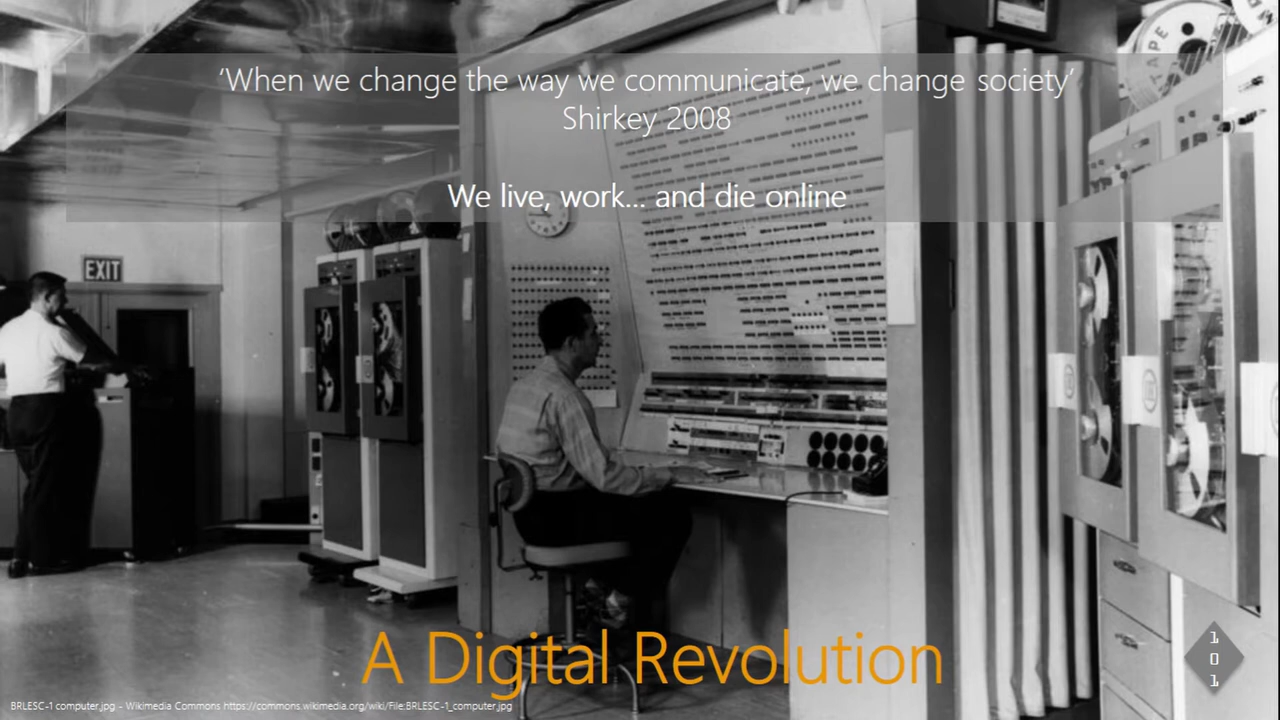 ‘When we change the way we communicate, we change society’
Shirkey 2008
We live, work... and die online
TAPE
EXIT
A Digital Revolution
1
0
1
BRLESC-1 computer.jpg – Wikimedia Commons https://commons.wikimedia.org/wiki/File:BRLESC-1_computer.jpg